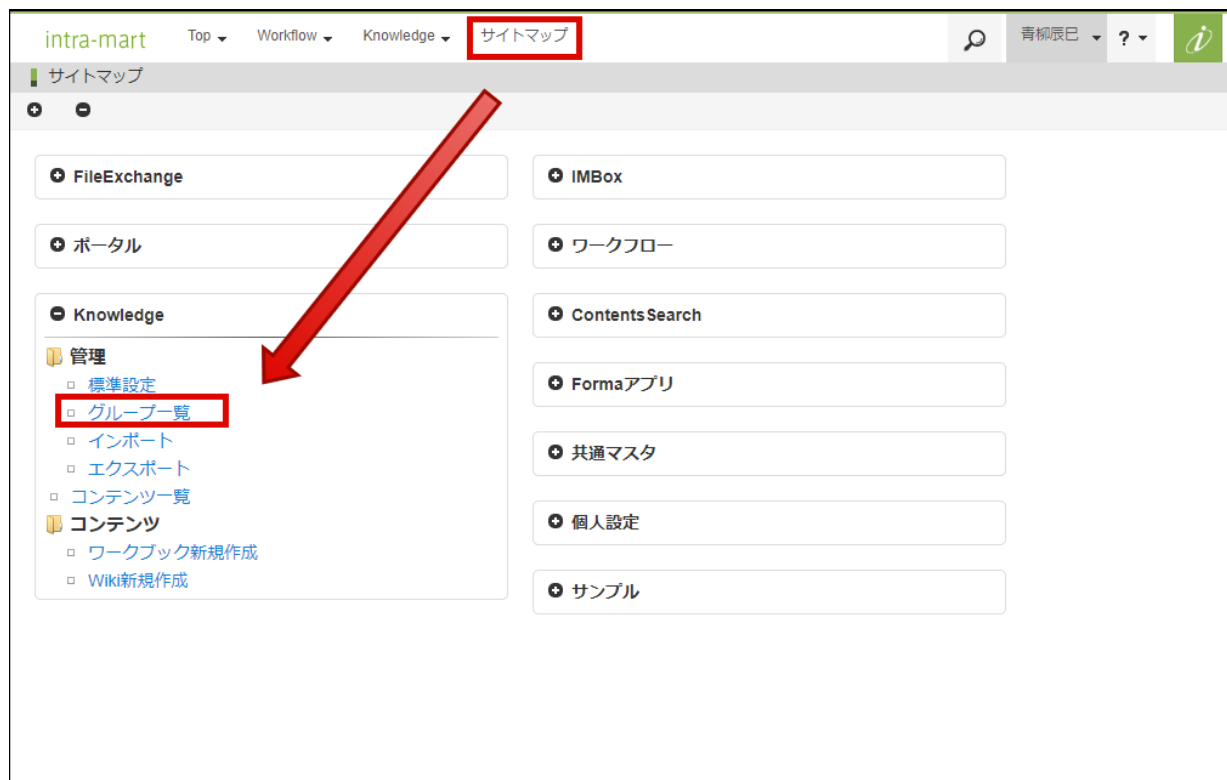 intra-mart Top Workflow Knowledge サイトマップ 青柳辰巳 ?
サイトマップ
FileExchange
ポータル
Knowledge
管理
標準設定
グループ一覧
インポート
エクスポート
コンテンツ一覧
コンテンツ
ワークブック新規作成
Wiki新規作成
IMBox
ワークフロー
ContentsSearch
Formaアプリ
共通マスタ
個人設定
サンプル